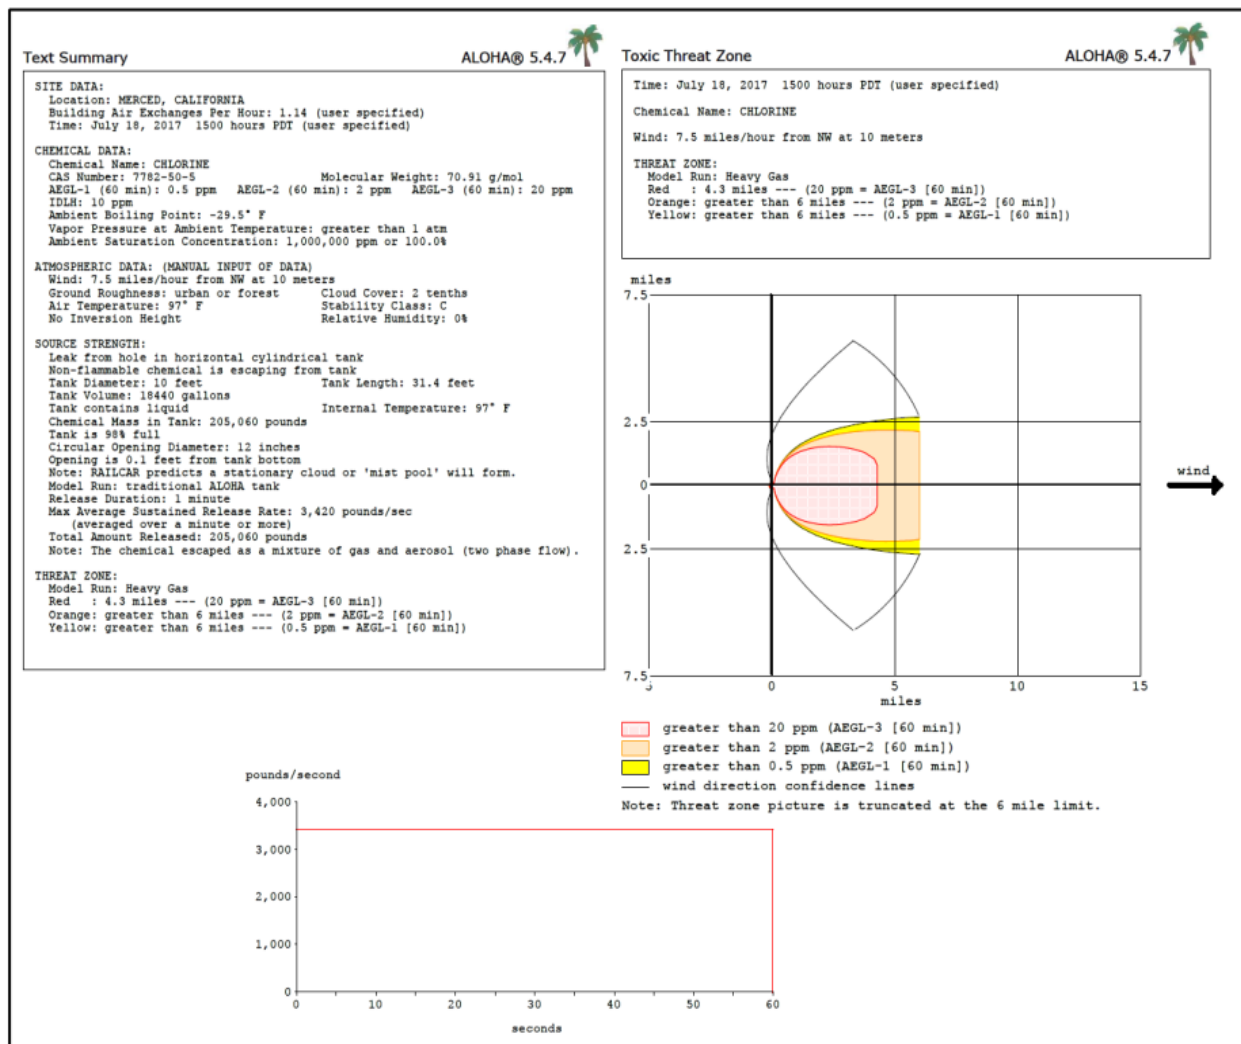 Text Summary
ALOHA® 5.4.7
SITE DATA:
Location: MERCED, CALIFORNIA
Building Air Exchanges Per Hour: 1.14 (user specified)
Time: July 18, 2017 1500 hours PDT (user specified)
CHEMICAL DATA:
Chemical Name: CHLORINE
CAS Number: 7782-50-5 Molecular Weight: 70.91 g/mol
AEGL-1 (60 min): 0.5 ppm AEGL-2 (60 min): 2 ppm AEGL-3 (60 min): 20 ppm
IDLH: 10 ppm
Ambient Boiling Point: -29.5° F
Vapor Pressure at Ambient Temperature: greater than 1 atm
Ambient Saturation Concentration: 1,000,000 ppm or 100.0%
ATMOSPHERIC DATA: (MANUAL INPUT OF DATA)
Wind: 7.5 miles/hour from NW at 10 meters
Ground Roughness: urban or forest Cloud Cover: 2 tenths
Air Temperature: 97° F Stability Class: C
No Inversion Height Relative Humidity: 0%
SOURCE STRENGTH:
Leak from hole in horizontal cylindrical tank
Non-flammable chemical is escaping from tank
Tank Diameter: 10 feet Tank Length: 31.4 feet
Tank Volume: 18440 gallons
Tank contains liquid Internal Temperature: 97° F
Chemical Mass in Tank: 205,060 pounds
Tank is 98% full
Circular Opening Diameter: 12 inches
Opening is 0.1 feet from tank bottom
Note: RAILCAR predicts a stationary cloud or 'mist pool' will form.
Model Run: traditional ALOHA tank
Release Duration: 1 minute
Max Average Sustained Release Rate: 3,420 pounds/sec
(averaged over a minute or more)
Total Amount Released: 205,060 pounds
Note: The chemical escaped as a mixture of gas and aerosol (two phase flow).
THREAT ZONE:
Model Run: Heavy Gas
Red : 4.3 miles --- (20 ppm = AEGL-3 [60 min])
Orange: greater than 6 miles --- (2 ppm = AEGL-2 [60 min])
Yellow: greater than 6 miles --- (0.5 ppm = AEGL-1 [60 min])
Toxic Threat Zone
ALOHA® 5.4.7
Time: July 18, 2017 1500 hours PDT (user specified)
Chemical Name: CHLORINE
Wind: 7.5 miles/hour from NW at 10 meters
THREAT ZONE:
Model Run: Heavy Gas
Red : 4.3 miles --- (20 ppm = AEGL-3 [60 min])
Orange: greater than 6 miles --- (2 ppm = AEGL-2 [60 min])
Yellow: greater than 6 miles --- (0.5 ppm = AEGL-1 [60 min])
miles
7.5
2.5
0
2.5
7.5
wind
5 0 5 10 15
miles
greater than 20 ppm (AEGL-3 [60 min])
greater than 2 ppm (AEGL-2 [60 min])
greater than 0.5 ppm (AEGL-1 [60 min])
wind direction confidence lines
Note: Threat zone picture is truncated at the 6 mile limit.
pounds/second
4,000
3,000
2,000
1,000
0
0 10 20 30 40 50 60
seconds